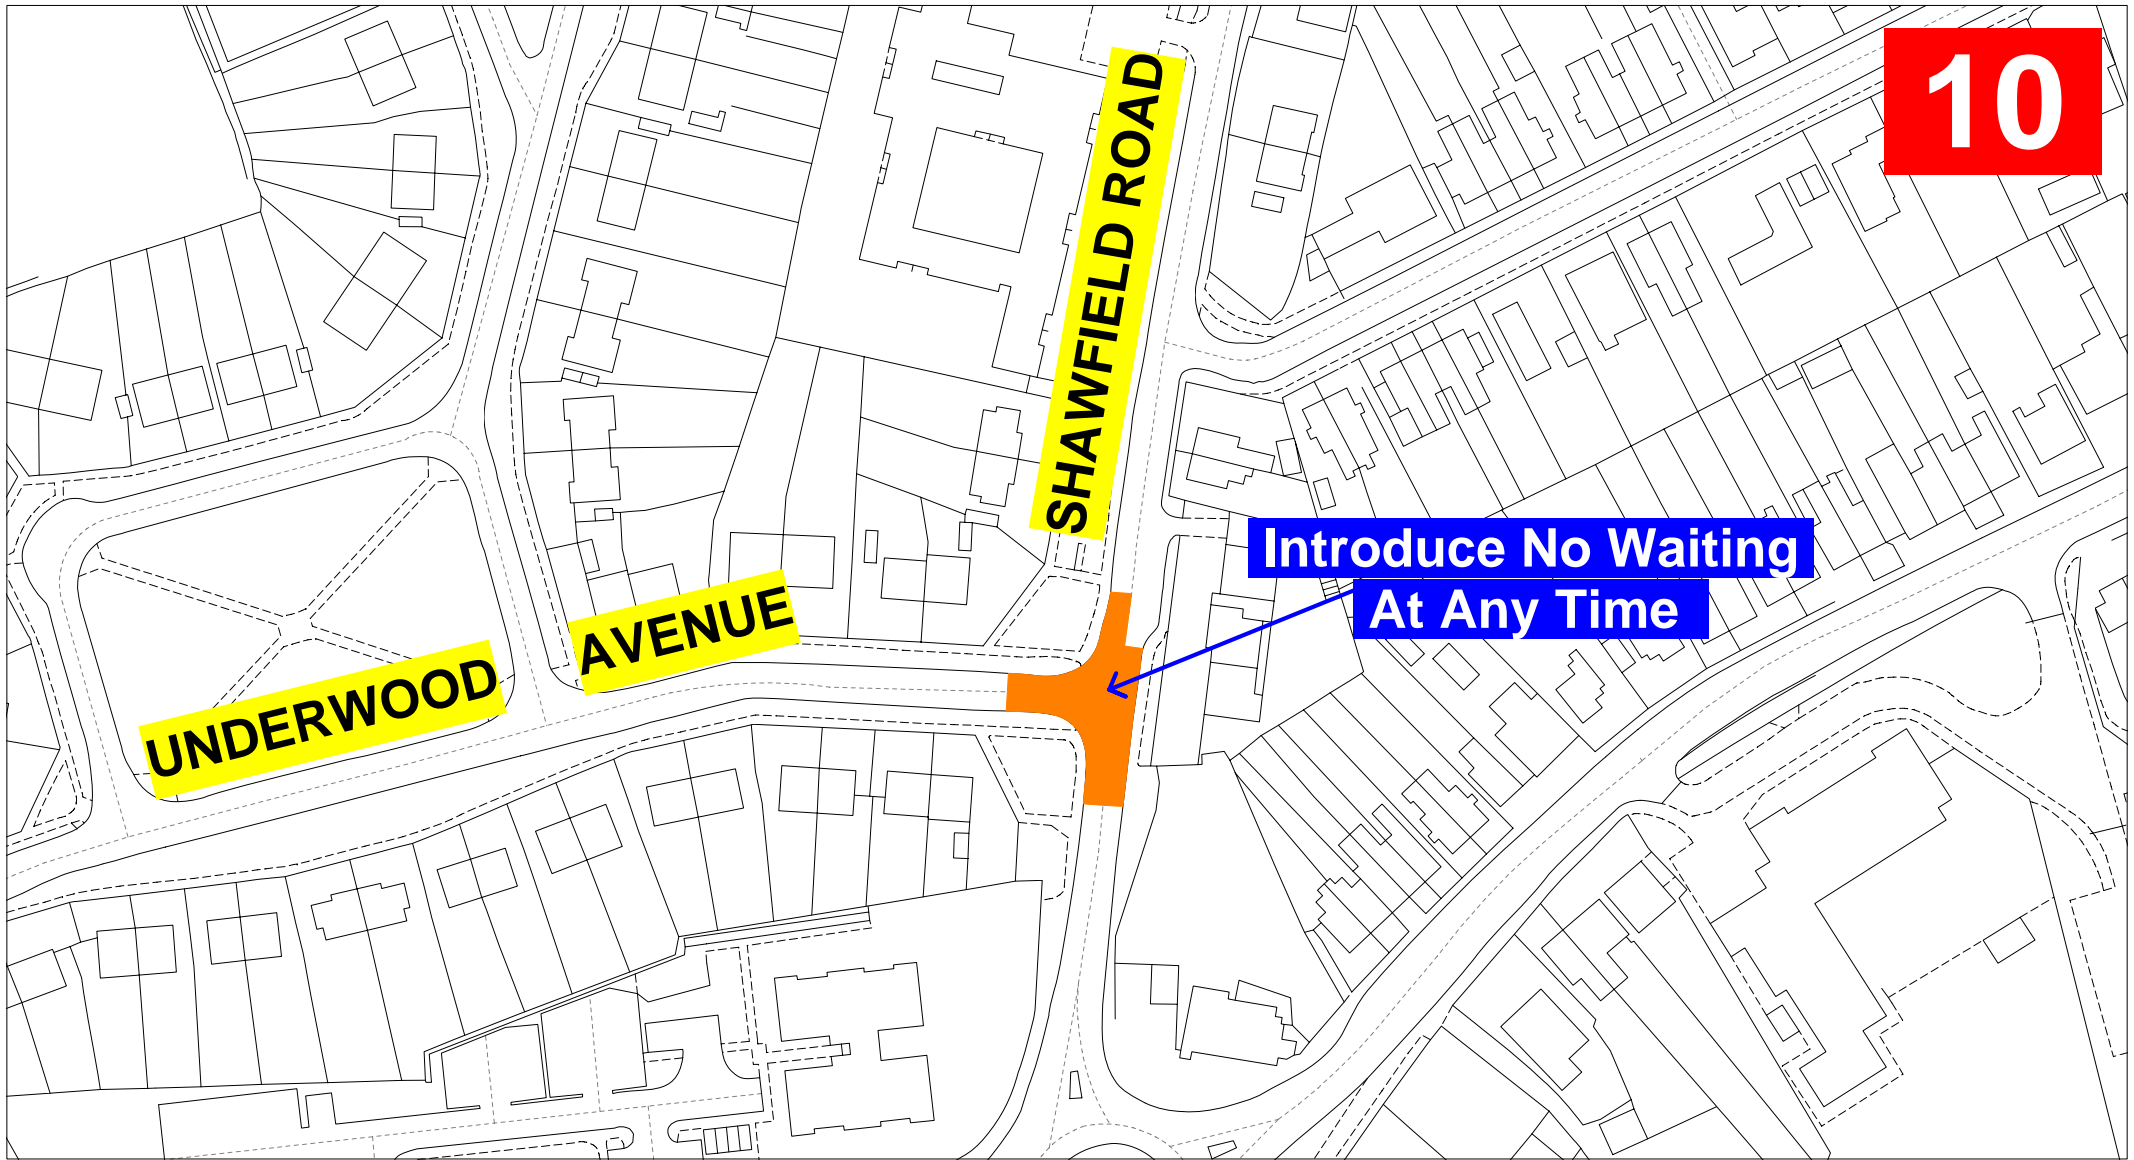 10
SHAWFIELD ROAD
Introduce No Waiting
At Any Time
UNDERWOOD
AVENUE